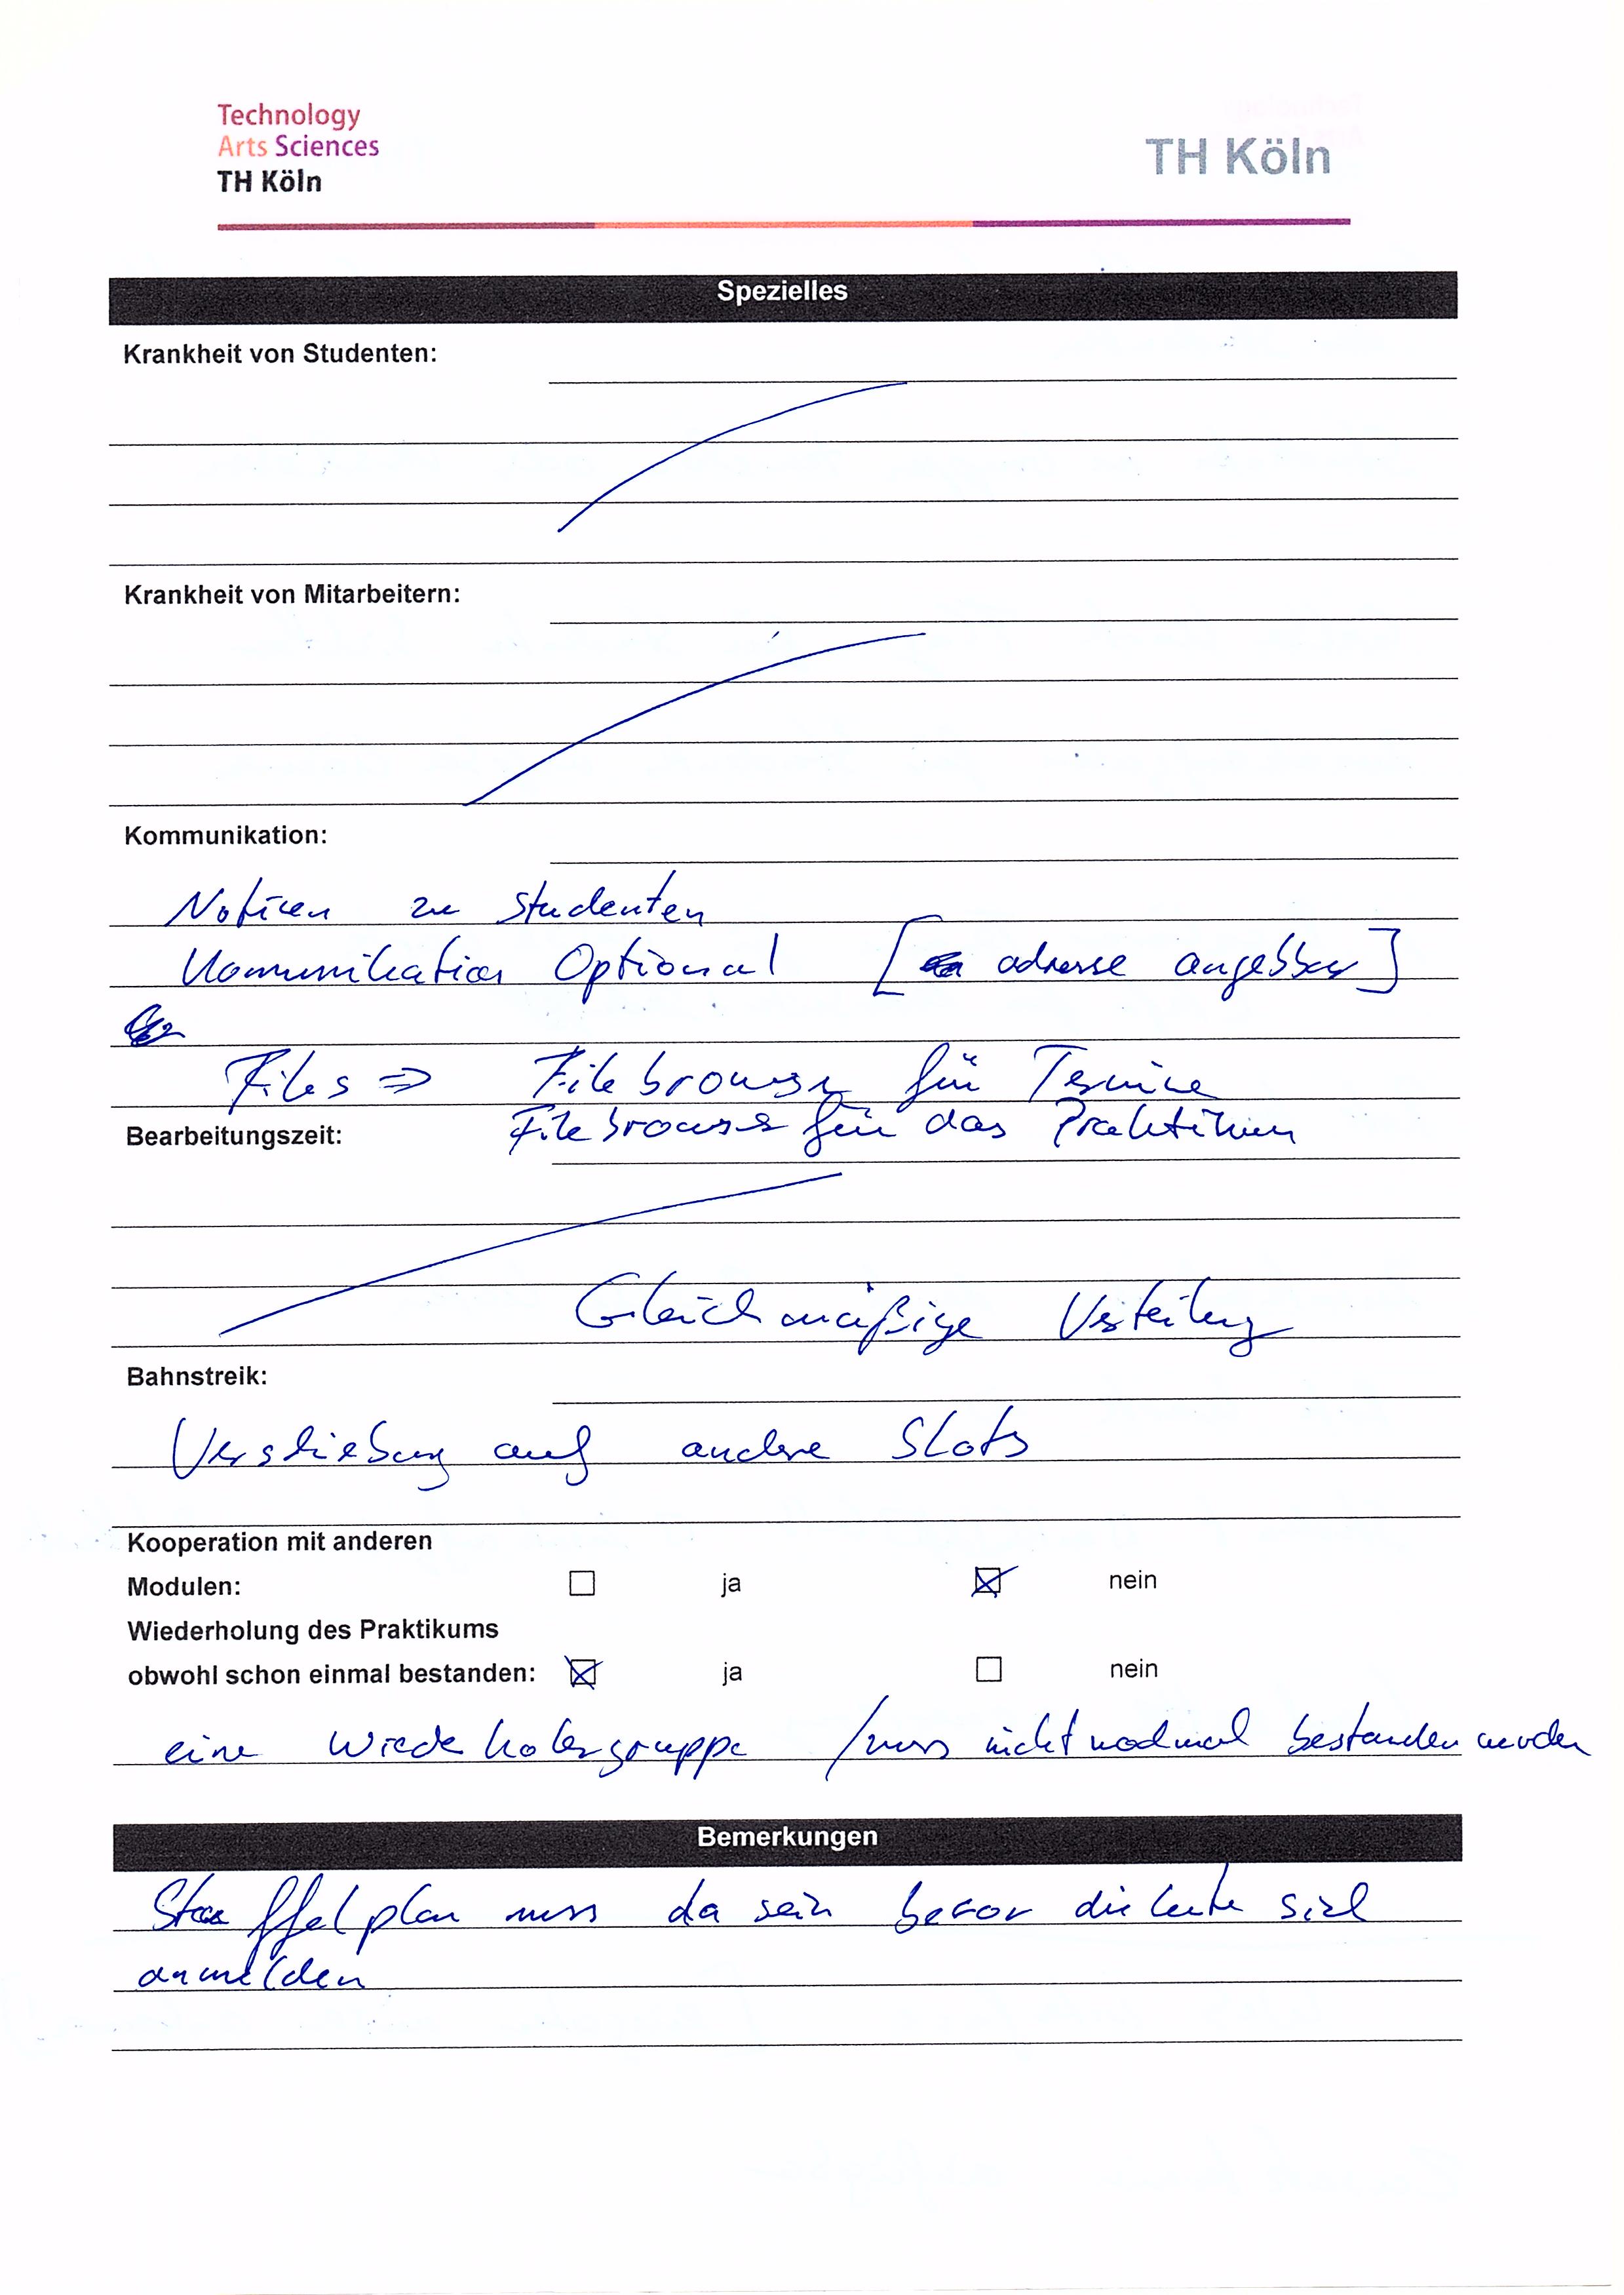 Technology
Arts Sciences
TH Köln
TH Köln
Spezielles
Krankheit von Studenten:
Krankheit von Mitarbeitern:
Kommunikation:
Notizen zu Studenten
Kommunikation Optional [ adresse angebbar ]
Files ⇒ Filebrowser für Termine
Filebrowser für das Praktikum
Bearbeitungszeit:
Gleichmäßige Verteilung
Bahnstreik:
Verschiebung auf andere Slots
Kooperation mit anderen
Modulen: ☐ ja ☒ nein
Wiederholung des Praktikums
obwohl schon einmal bestanden: ☒ ja ☐ nein
eine Wiederholergruppe / muss nicht nochmal bestanden werden
Bemerkungen
Staffelplan muss da sein bevor die leute sich
anmelden